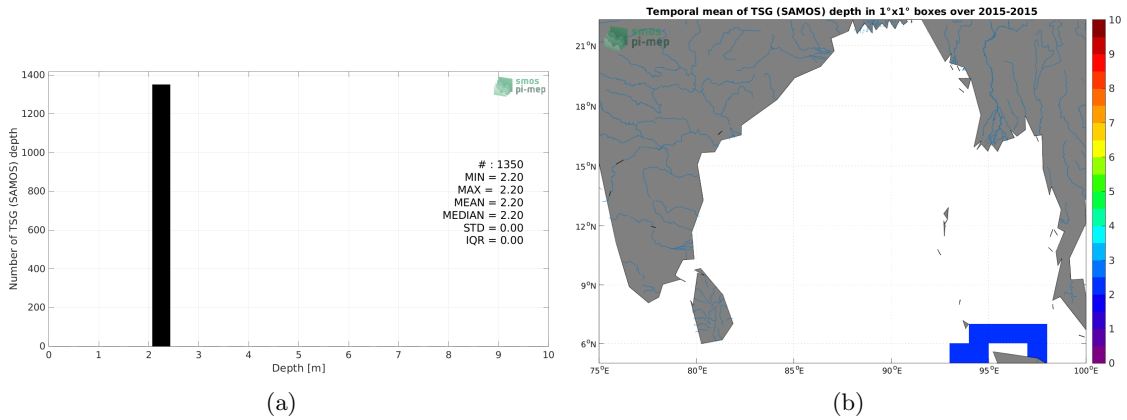 Number of TSG (SAMOS) depth
1400
1200
1000
800
600
400
200
0
smos
pi-mep
# : 1350
MIN = 2.20
MAX =  2.20
MEAN = 2.20
MEDIAN = 2.20
STD = 0.00
IQR = 0.00
0 1 2 3 4 5 6 7 8 9 10
Depth [m]
(a)
Temporal mean of TSG (SAMOS) depth in 1°x1° boxes over 2015-2015
smos
pi-mep
21°N
18°N
15°N
12°N
9°N
6°N
75°E 80°E 85°E 90°E 95°E 100°E
10
9
8
7
6
5
4
3
2
1
0
(b)